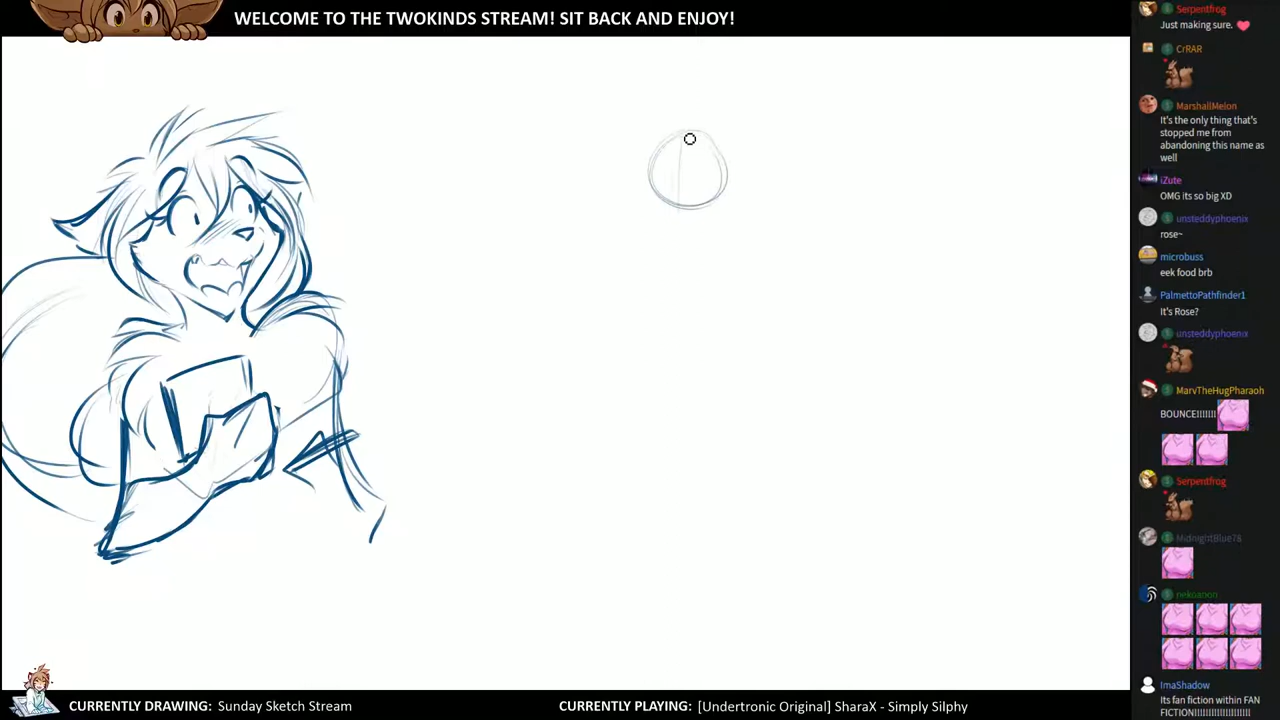 WELCOME TO THE TWOKINDS STREAM! SIT BACK AND ENJOY!
Serpentfrog
Just making sure.
CrRAR
MarshallMelon
It's the only thing that's
stopped me from
abandoning this name as
well
iZute
OMG its so big XD
unsteddyphoenix
rose~
microbuss
eek food brb
PalmettoPathfinder1
It's Rose?
unsteddyphoenix
MarvTheHugPharaoh
BOUNCE!!!!!!!
Serpentfrog
MidnightBlue78
nekoanon
ImaShadow
Its fan fiction within FAN
FICTION!!!!!!!!!!!!!!!!!!!!!
CURRENTLY DRAWING: Sunday Sketch Stream
CURRENTLY PLAYING: [Undertronic Original] SharaX - Simply Silphy